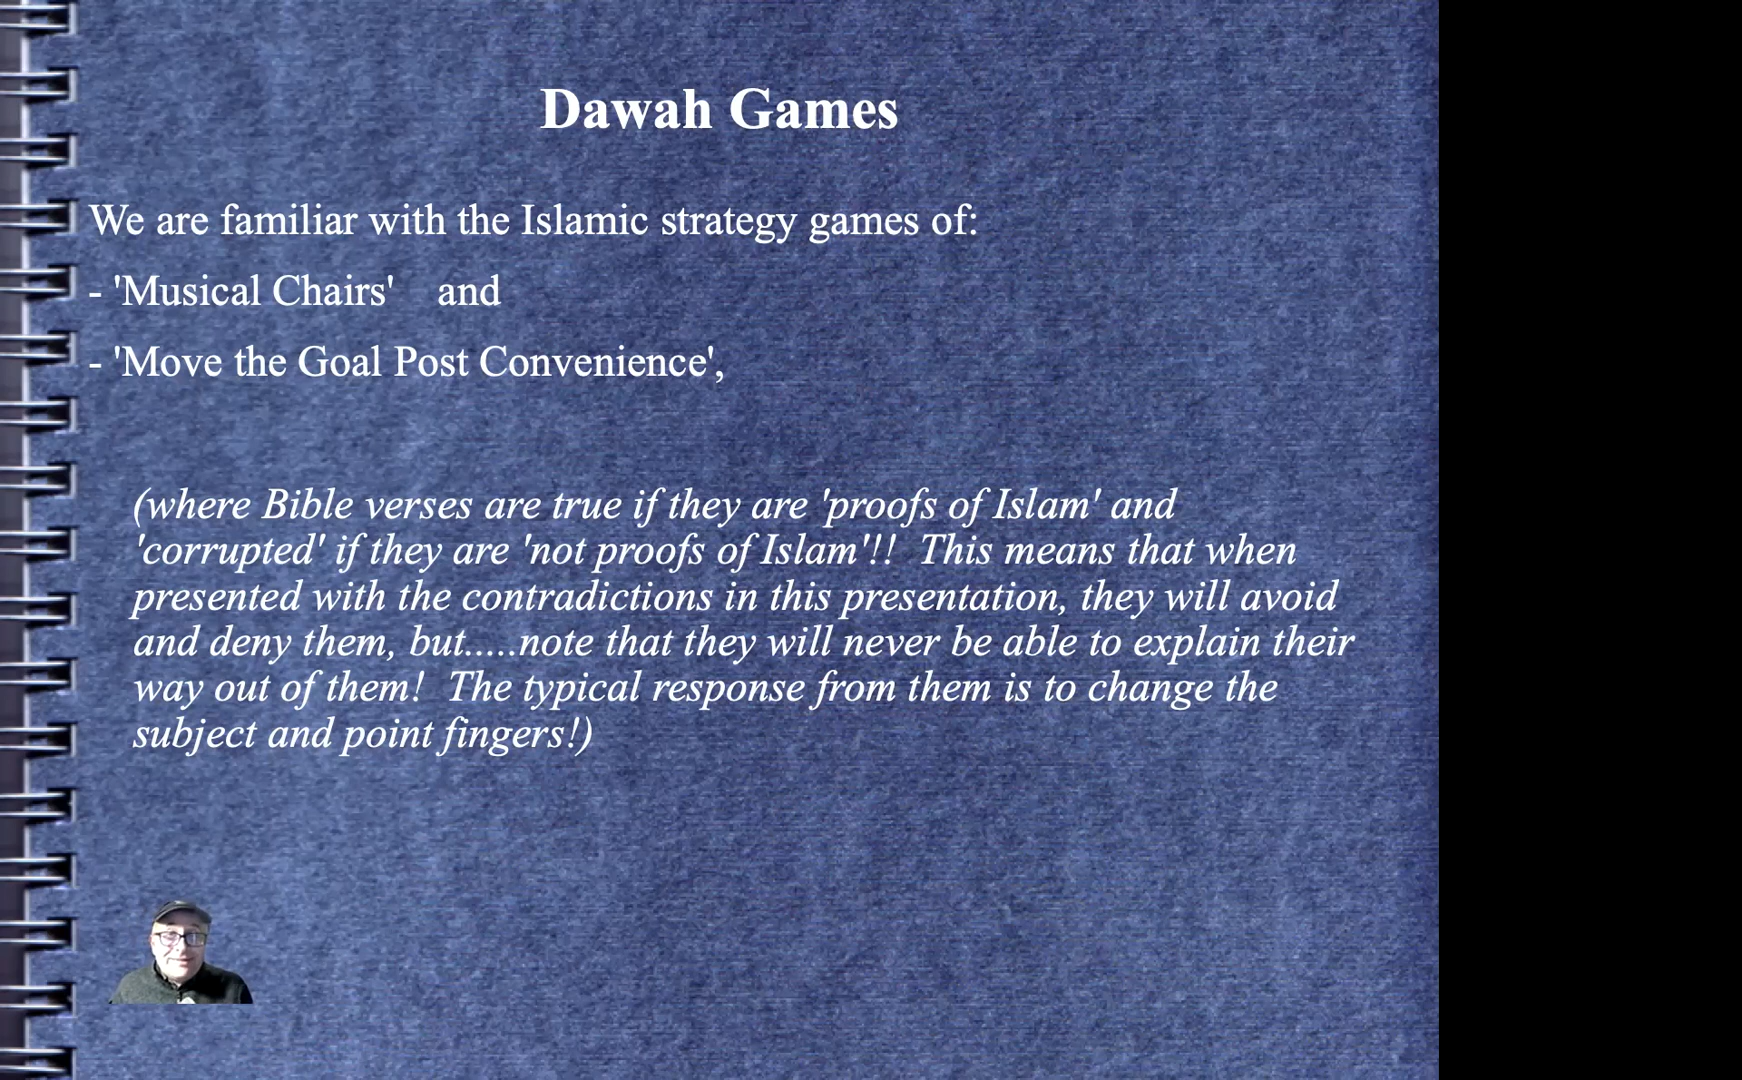 Dawah Games
We are familiar with the Islamic strategy games of:
- 'Musical Chairs'    and
- 'Move the Goal Post Convenience',
(where Bible verses are true if they are 'proofs of Islam' and
'corrupted' if they are 'not proofs of Islam'!!  This means that when
presented with the contradictions in this presentation, they will avoid
and deny them, but.....note that they will never be able to explain their
way out of them!  The typical response from them is to change the
subject and point fingers!)